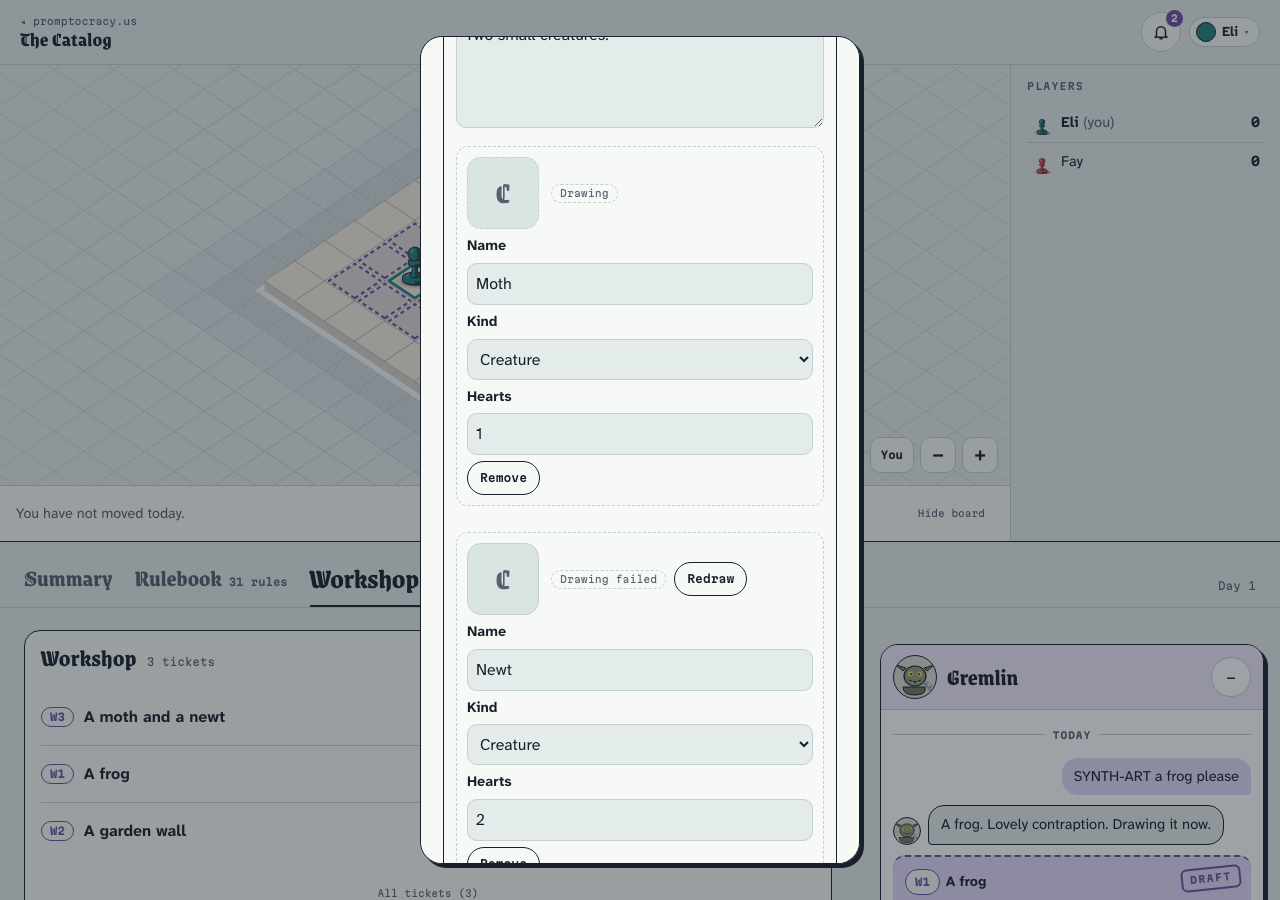 ◂ promptocracy.us
The Catalog
2
Eli ▾
PLAYERS
Eli (you) 0
Fay 0
You − +
You have not moved today.
Hide board
Summary Rulebook 31 rules Workshop
Day 1
Workshop 3 tickets
W3 A moth and a newt
W1 A frog
W2 A garden wall
All tickets (3)
Two small creatures.
C Drawing
Name
Moth
Kind
Creature
Hearts
1
Remove
C Drawing failed Redraw
Name
Newt
Kind
Creature
Hearts
2
Remove
Gremlin −
TODAY
SYNTH-ART a frog please
A frog. Lovely contraption. Drawing it now.
W1 A frog DRAFT